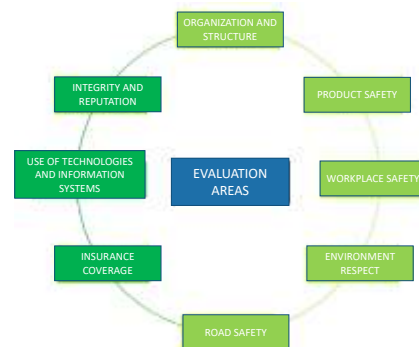 ORGANIZATION AND
STRUCTURE
INTEGRITY AND
REPUTATION
PRODUCT SAFETY
USE OF TECHNOLOGIES
AND INFORMATION
SYSTEMS
EVALUATION
AREAS
WORKPLACE SAFETY
INSURANCE
COVERAGE
ENVIRONMENT
RESPECT
ROAD SAFETY